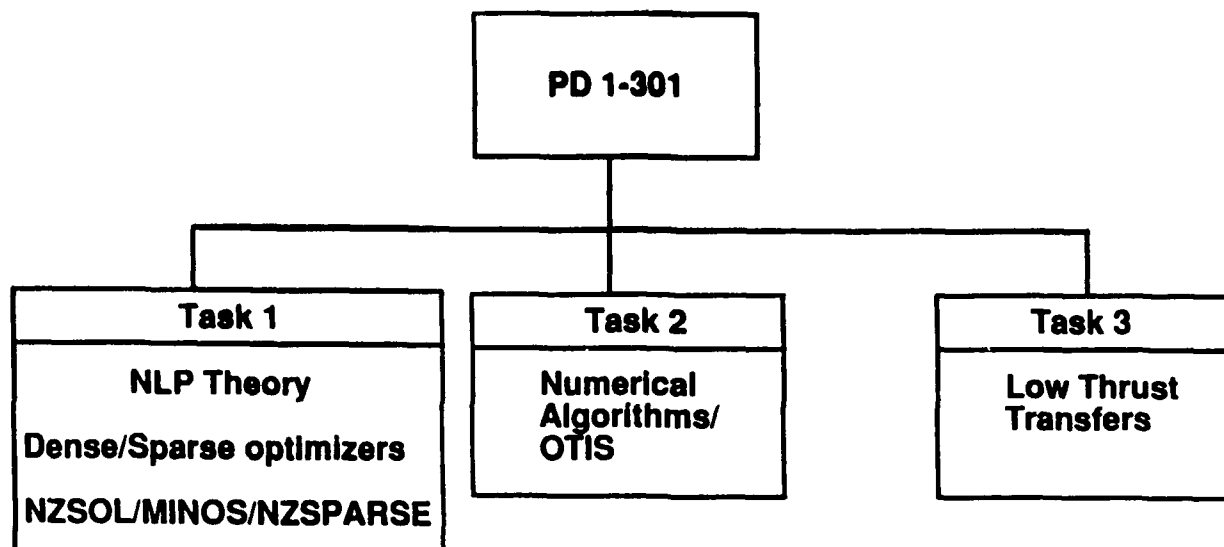 PD 1-301
Task 1
NLP Theory
Dense/Sparse optimizers
NZSOL/MINOS/NZSPARSE
Task 2
Numerical
Algorithms/
OTIS
Task 3
Low Thrust
Transfers